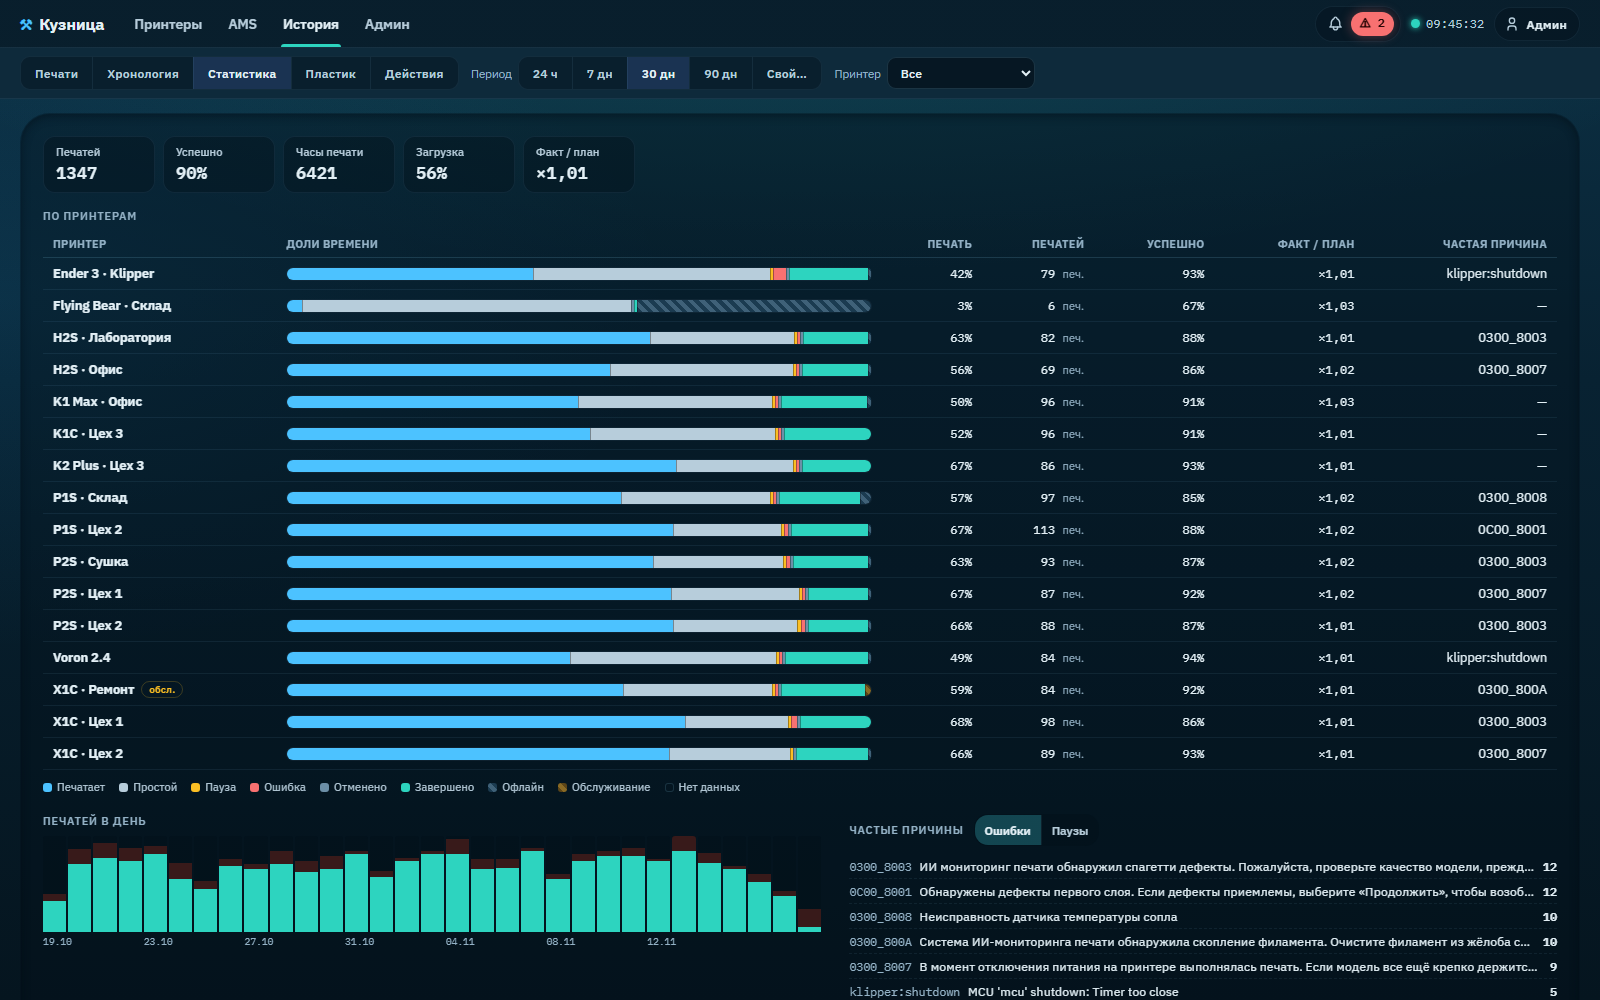 ⚒ Кузница Принтеры AMS История Админ 2 09:45:32 Админ
Печати Хронология Статистика Пластик Действия Период 24 ч 7 дн 30 дн 90 дн Свой... Принтер Все
Печатей Успешно Часы печати Загрузка Факт / план
1347 90% 6421 56% ×1,01
ПО ПРИНТЕРАМ
ПРИНТЕР ДОЛИ ВРЕМЕНИ ПЕЧАТЬ ПЕЧАТЕЙ УСПЕШНО ФАКТ / ПЛАН ЧАСТАЯ ПРИЧИНА
Ender 3 · Klipper 42% 79 печ. 93% ×1,01 klipper:shutdown
Flying Bear · Склад 3% 6 печ. 67% ×1,03 —
H2S · Лаборатория 63% 82 печ. 88% ×1,01 0300_8003
H2S · Офис 56% 69 печ. 86% ×1,02 0300_8007
K1 Max · Офис 50% 96 печ. 91% ×1,03 —
K1C · Цех 3 52% 96 печ. 91% ×1,01 —
K2 Plus · Цех 3 67% 86 печ. 93% ×1,01 —
P1S · Склад 57% 97 печ. 85% ×1,02 0300_8008
P1S · Цех 2 67% 113 печ. 88% ×1,02 0C00_8001
P2S · Сушка 63% 93 печ. 87% ×1,02 0300_8003
P2S · Цех 1 67% 87 печ. 92% ×1,01 0300_8007
P2S · Цех 2 66% 88 печ. 87% ×1,01 0300_8003
Voron 2.4 49% 84 печ. 94% ×1,01 klipper:shutdown
X1C · Ремонт обсл. 59% 84 печ. 92% ×1,01 0300_800A
X1C · Цех 1 68% 98 печ. 86% ×1,01 0300_8003
X1C · Цех 2 66% 89 печ. 93% ×1,01 0300_8007
Печатает Простой Пауза Ошибка Отменено Завершено Офлайн Обслуживание Нет данных
ПЕЧАТЕЙ В ДЕНЬ
19.10 23.10 27.10 31.10 04.11 08.11 12.11
ЧАСТЫЕ ПРИЧИНЫ Ошибки Паузы
0300_8003 ИИ мониторинг печати обнаружил спагетти дефекты. Пожалуйста, проверьте качество модели, прежд... 12
0C00_8001 Обнаружены дефекты первого слоя. Если дефекты приемлемы, выберите «Продолжить», чтобы возоб... 12
0300_8008 Неисправность датчика температуры сопла 10
0300_800A Система ИИ-мониторинга печати обнаружила скопление филамента. Очистите филамент из жёлоба с... 10
0300_8007 В момент отключения питания на принтере выполнялась печать. Если модель все ещё крепко держитс... 9
klipper:shutdown MCU 'mcu' shutdown: Timer too close 5